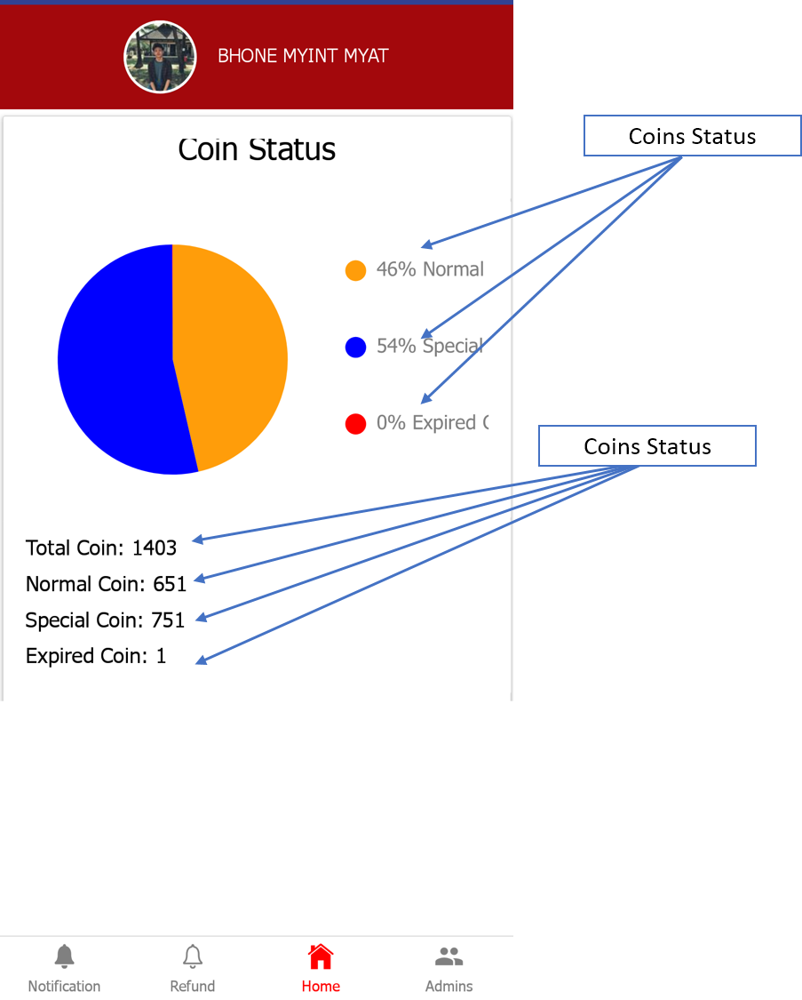 BHONE MYINT MYAT
Coin Status
Coins Status
46% Normal
54% Special
0% Expired
Coins Status
Total Coin: 1403
Normal Coin: 651
Special Coin: 751
Expired Coin: 1
Notification
Refund
Home
Admins